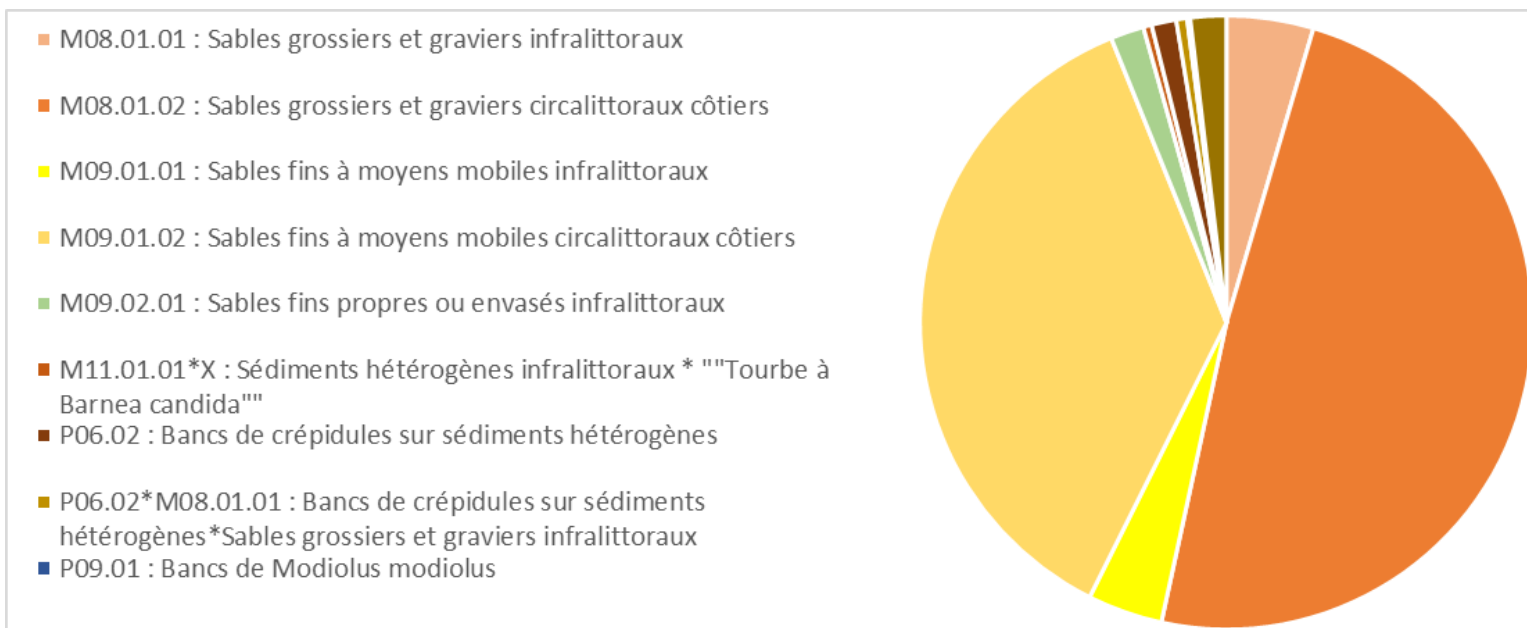 M08.01.01 : Sables grossiers et graviers infralittoraux
M08.01.02 : Sables grossiers et graviers circalittoraux côtiers
M09.01.01 : Sables fins à moyens mobiles infralittoraux
M09.01.02 : Sables fins à moyens mobiles circalittoraux côtiers
M09.02.01 : Sables fins propres ou envasés infralittoraux
M11.01.01*X : Sédiments hétérogènes infralittoraux * ""Tourbe à
Barnea candida""
P06.02 : Bancs de crépidules sur sédiments hétérogènes
P06.02*M08.01.01 : Bancs de crépidules sur sédiments
hétérogènes*Sables grossiers et graviers infralittoraux
P09.01 : Bancs de Modiolus modiolus